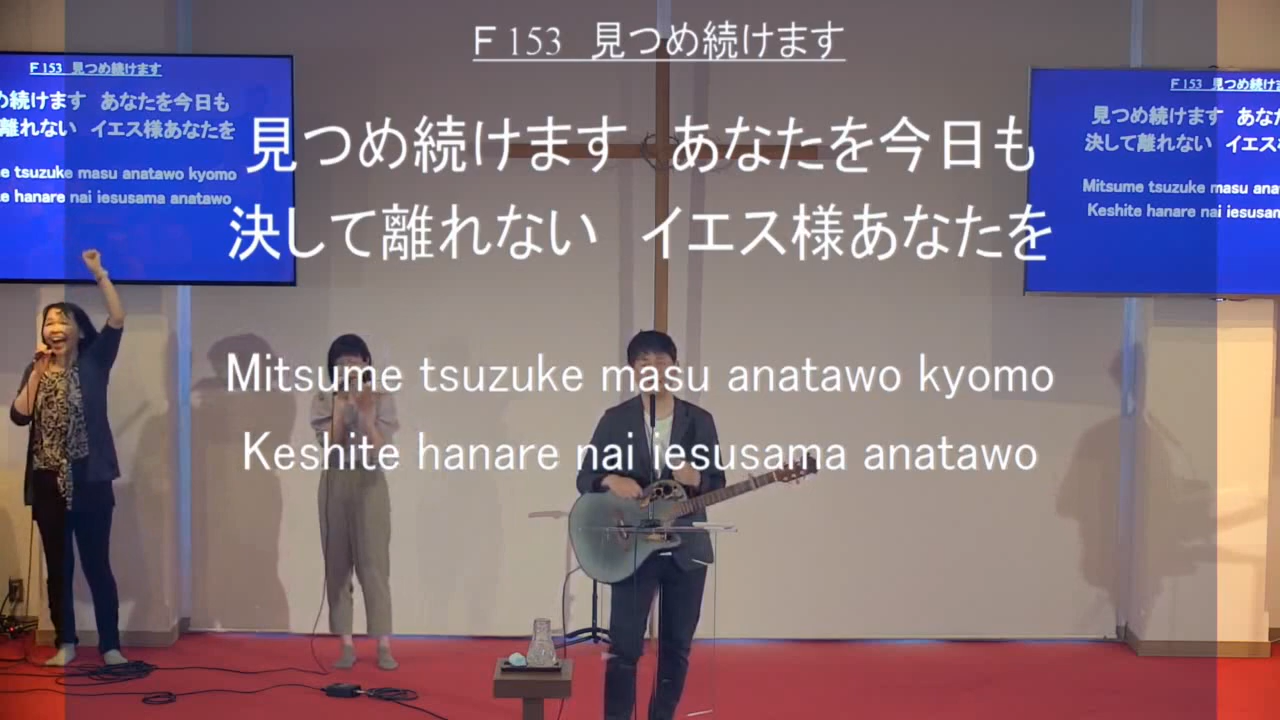 F 153 見つめ続けます
見つめ続けます あなたを今日も
決して離れない イエス様あなたを
Mitsume tsuzuke masu anatawo kyomo
Keshite hanare nai iesusama anatawo
F 153 見つめ続けます
め続けます あなたを今日も
離れない イエス様あなたを
e tsuzuke masu anatawo kyomo
e hanare nai iesusama anatawo
F 153 見つめ続けま
見つめ続けます あなた
決して離れない イエス
Mitsume tsuzuke masu ana
Keshite hanare nai iesusam